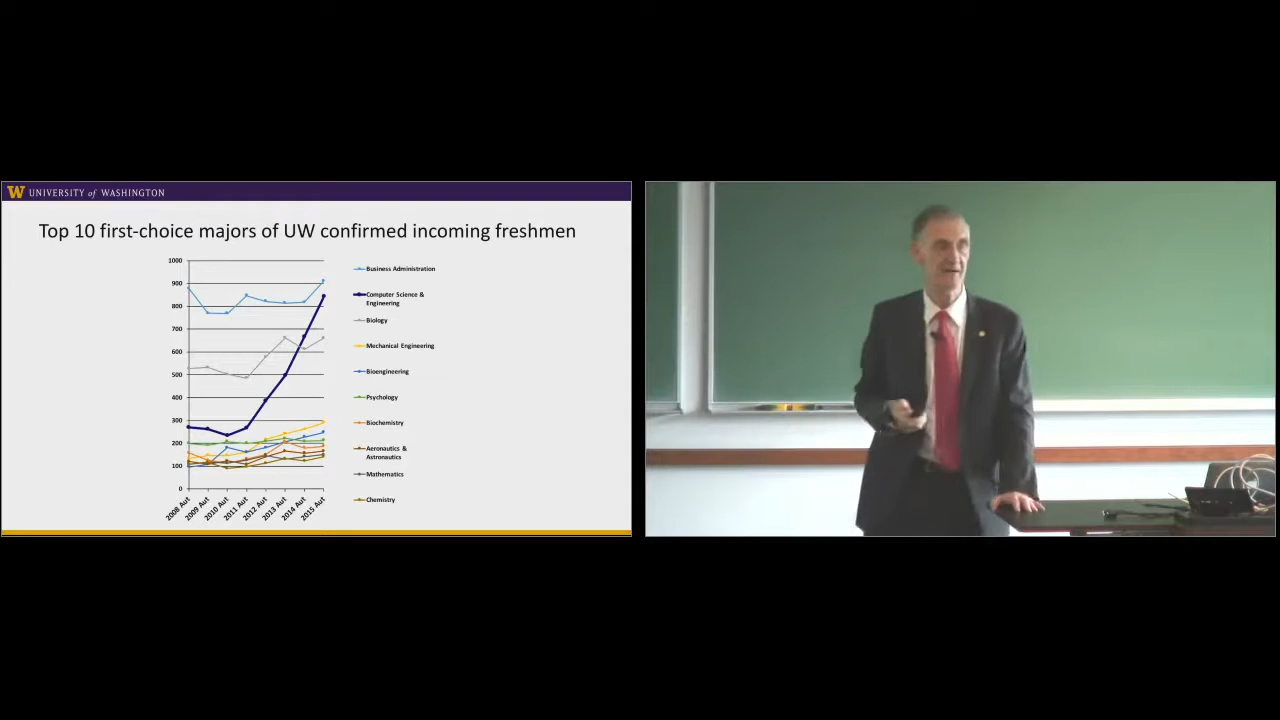 W UNIVERSITY of WASHINGTON
Top 10 first-choice majors of UW confirmed incoming freshmen
1000
900
800
700
600
500
400
300
200
100
0
2008 Aut
2009 Aut
2010 Aut
2011 Aut
2012 Aut
2013 Aut
2014 Aut
2015 Aut
Business Administration
Computer Science &
Engineering
Biology
Mechanical Engineering
Bioengineering
Psychology
Biochemistry
Aeronautics &
Astronautics
Mathematics
Chemistry